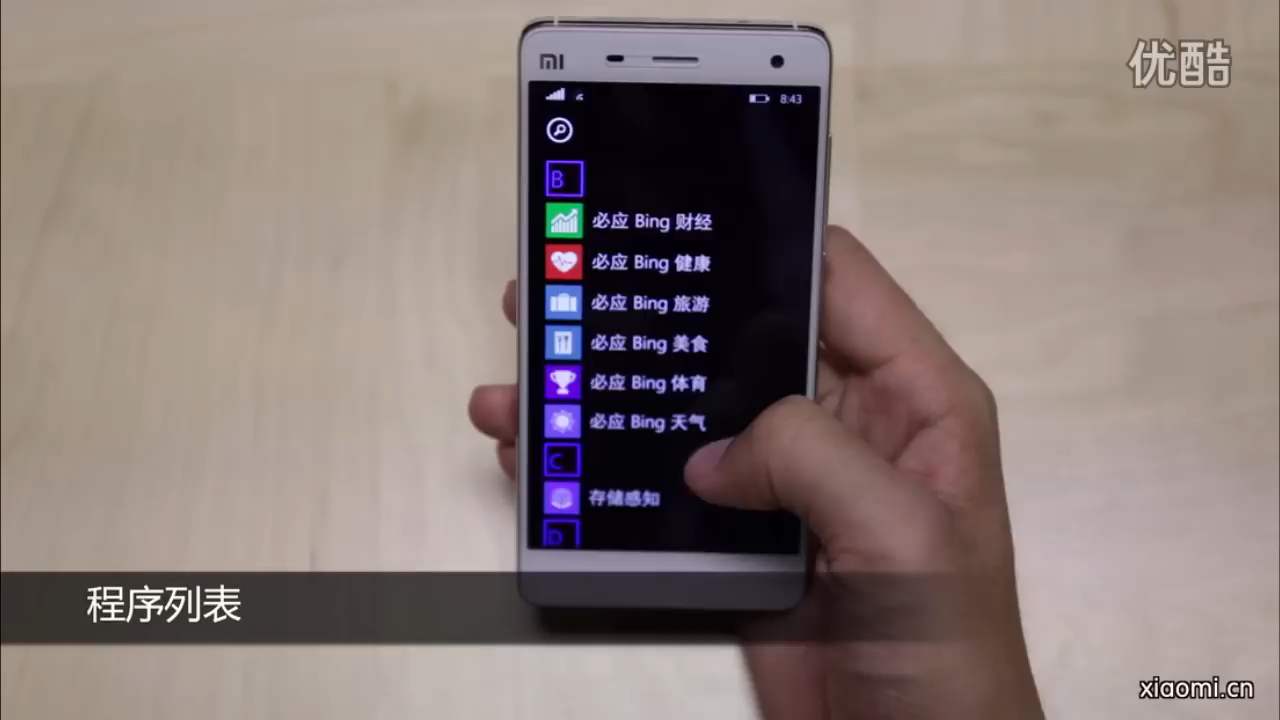 优酷
MI
8:43
B
必应 Bing 财经
必应 Bing 健康
必应 Bing 旅游
必应 Bing 美食
必应 Bing 体育
必应 Bing 天气
C
存储感知
D
程序列表
xiaomi.cn